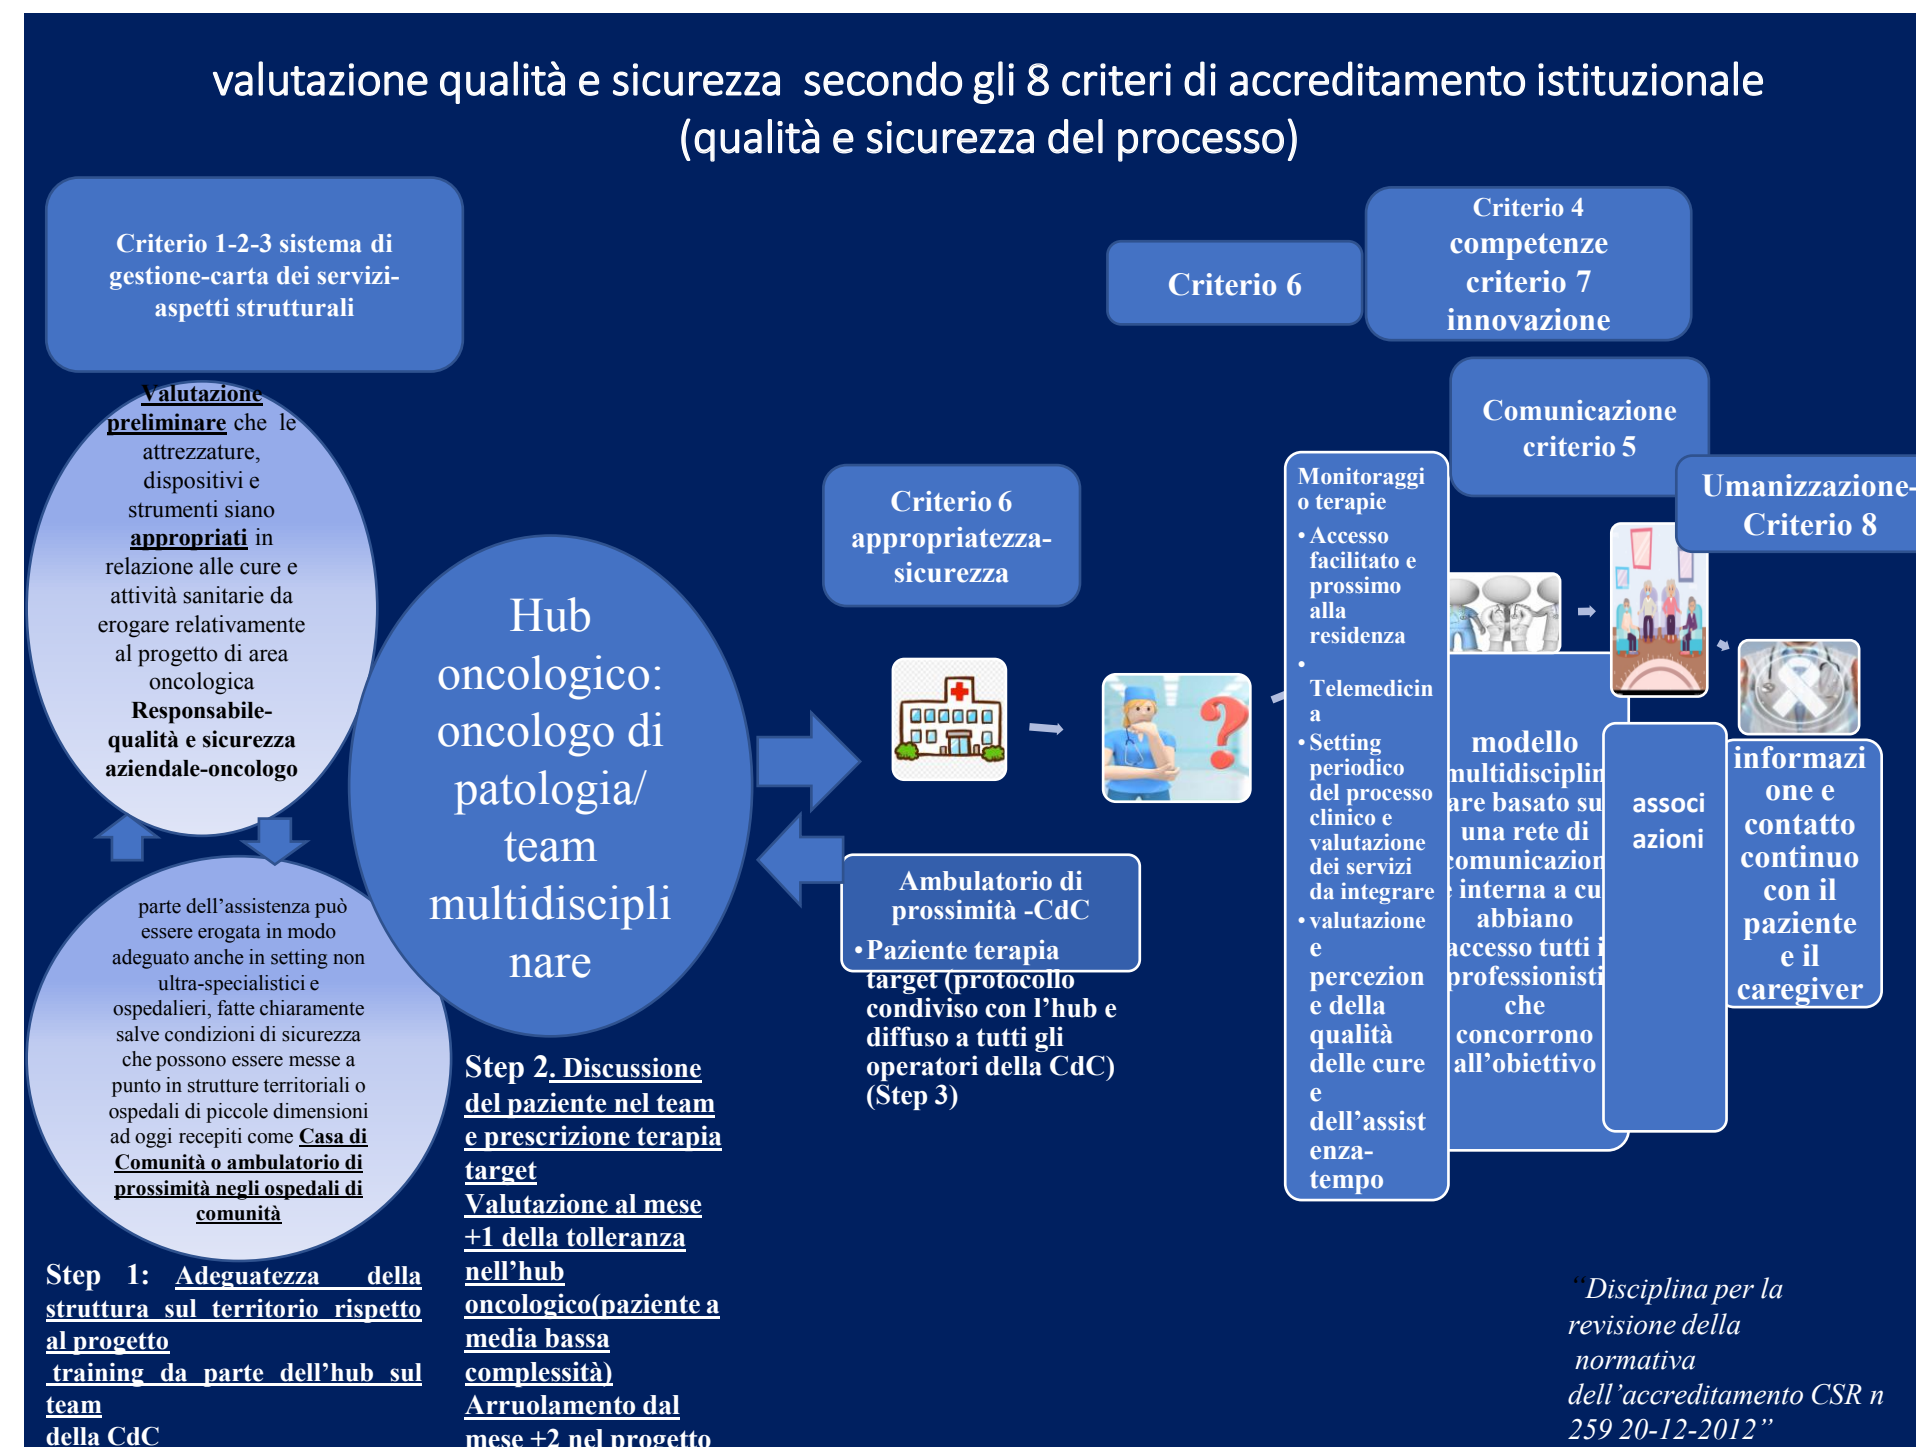 valutazione qualità e sicurezza secondo gli 8 criteri di accreditamento istituzionale
(qualità e sicurezza del processo)
Criterio 1-2-3 sistema di
gestione-carta dei servizi-
aspetti strutturali
Valutazione
preliminare che le
attrezzature,
dispositivi e
strumenti siano
appropriati in
relazione alle cure e
attività sanitarie da
erogare relativamente
al progetto di area
oncologica
Responsabile-
qualità e sicurezza
aziendale-oncologo
parte dell'assistenza può
essere erogata in modo
adeguato anche in setting non
ultra-specialistici e
ospedalieri, fatte chiaramente
salve condizioni di sicurezza
che possono essere messe a
punto in strutture territoriali o
ospedali di piccole dimensioni
ad oggi recepiti come Casa di
Comunità o ambulatorio di
prossimità negli ospedali di
comunità
Step 1: Adeguatezza della
struttura sul territorio rispetto
al progetto
training da parte dell'hub sul
team
della CdC
Hub
oncologico:
oncologo di
patologia/
team
multidiscipli
nare
Step 2. Discussione
del paziente nel team
e prescrizione terapia
target
Valutazione al mese
+1 della tolleranza
nell'hub
oncologico(paziente a
media bassa
complessità)
Arruolamento dal
mese +2 nel progetto
Criterio 6
appropriatezza-
sicurezza
Ambulatorio di
prossimità -CdC
• Paziente terapia
target (protocollo
condiviso con l'hub e
diffuso a tutti gli
operatori della CdC)
(Step 3)
Criterio 6
Criterio 4
competenze
criterio 7
innovazione
Monitoraggi
o terapie
• Accesso
facilitato e
prossimo
alla
residenza
•
Telemedicin
a
• Setting
periodico
del processo
clinico e
valutazione
dei servizi
da integrare
• valutazione
e
percezion
e della
qualità
delle cure
e
dell'assist
enza-
tempo
Comunicazione
criterio 5
modello
multidisciplin
are basato su
una rete di
comunicazion
e interna a cui
abbiano
accesso tutti i
professionisti
che
concorrono
all'obiettivo
Umanizzazione-
Criterio 8
associ
azioni
informazi
one e
contatto
continuo
con il
paziente
e il
caregiver
“Disciplina per la
revisione della
normativa
dell'accreditamento CSR n
259 20-12-2012”